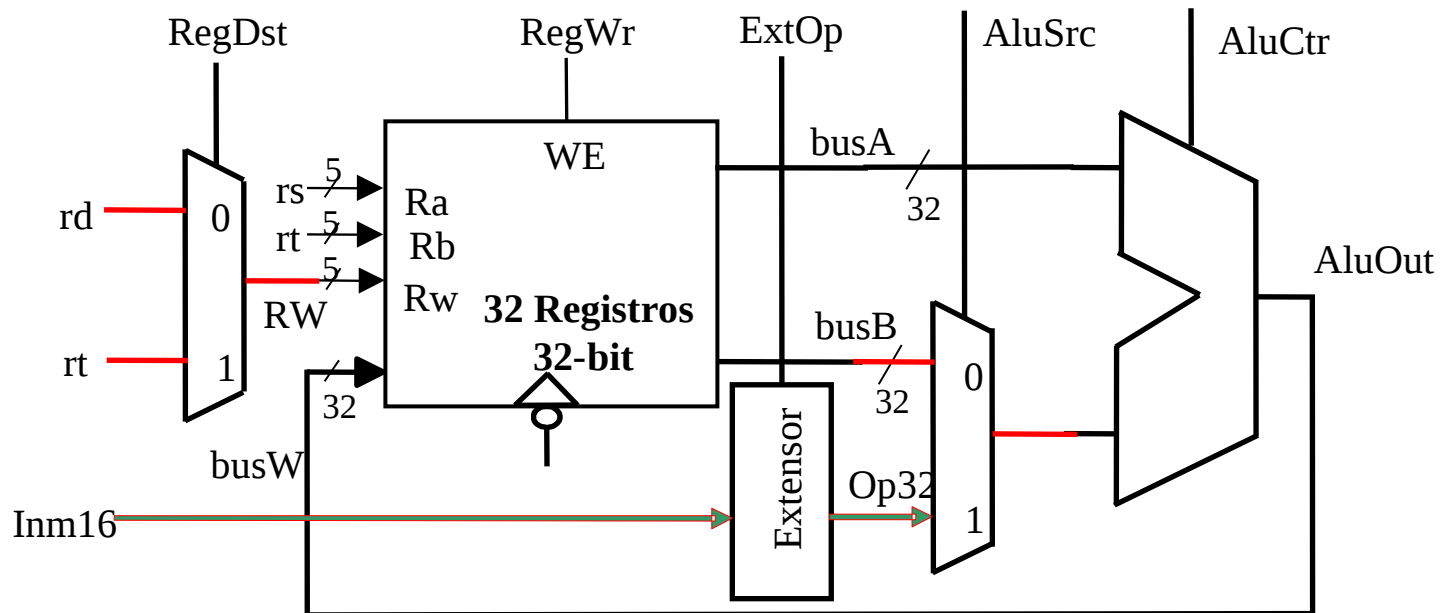 RegDst
RegWr
ExtOp
AluSrc
AluCtr
rd
rt
0
1
RW
rs
5
rt
5
5
32
busW
WE
Ra
Rb
Rw
32 Registros
32-bit
busA
32
busB
32
Inm16
Extensor
Op32
0
1
AluOut